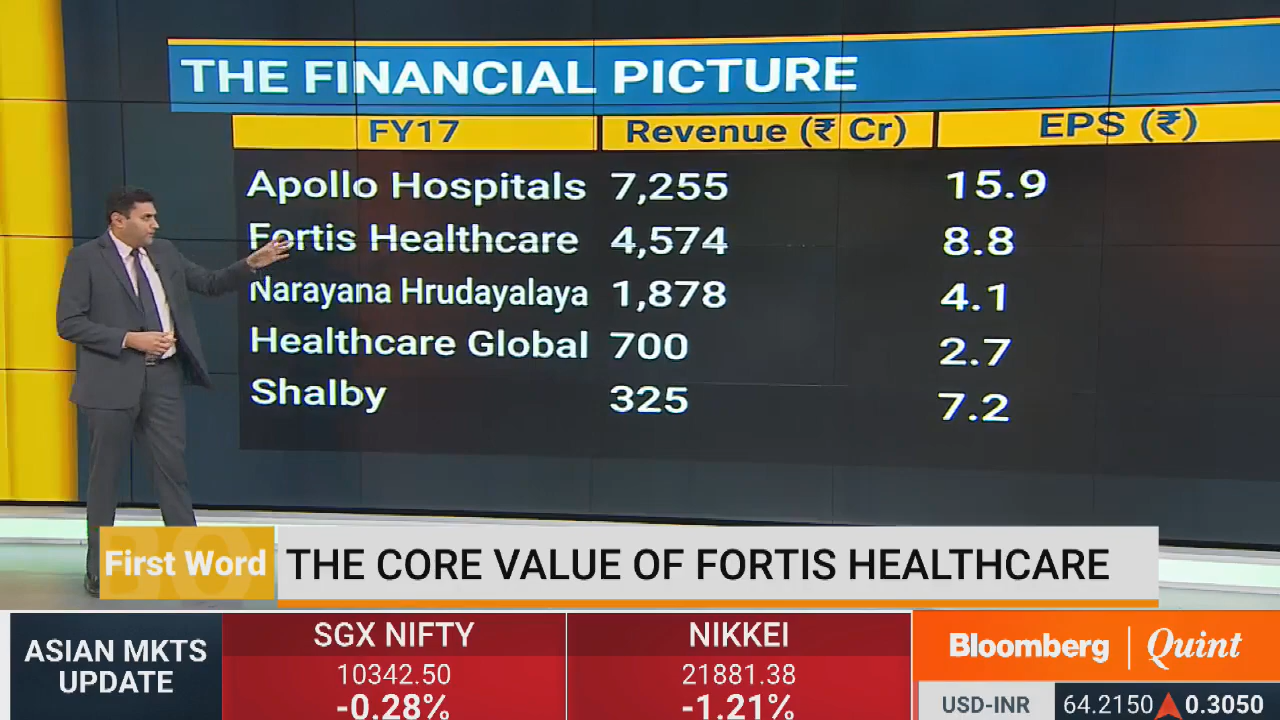 THE FINANCIAL PICTURE
FY17 Revenue (₹ Cr) EPS (₹)
Apollo Hospitals 7,255 15.9
Fortis Healthcare 4,574 8.8
Narayana Hrudayalaya 1,878 4.1
Healthcare Global 700 2.7
Shalby 325 7.2
First Word THE CORE VALUE OF FORTIS HEALTHCARE
ASIAN MKTS UPDATE
SGX NIFTY
10342.50
-0.28%
NIKKEI
21881.38
-1.21%
Bloomberg | Quint
USD-INR 64.2150 0.3050